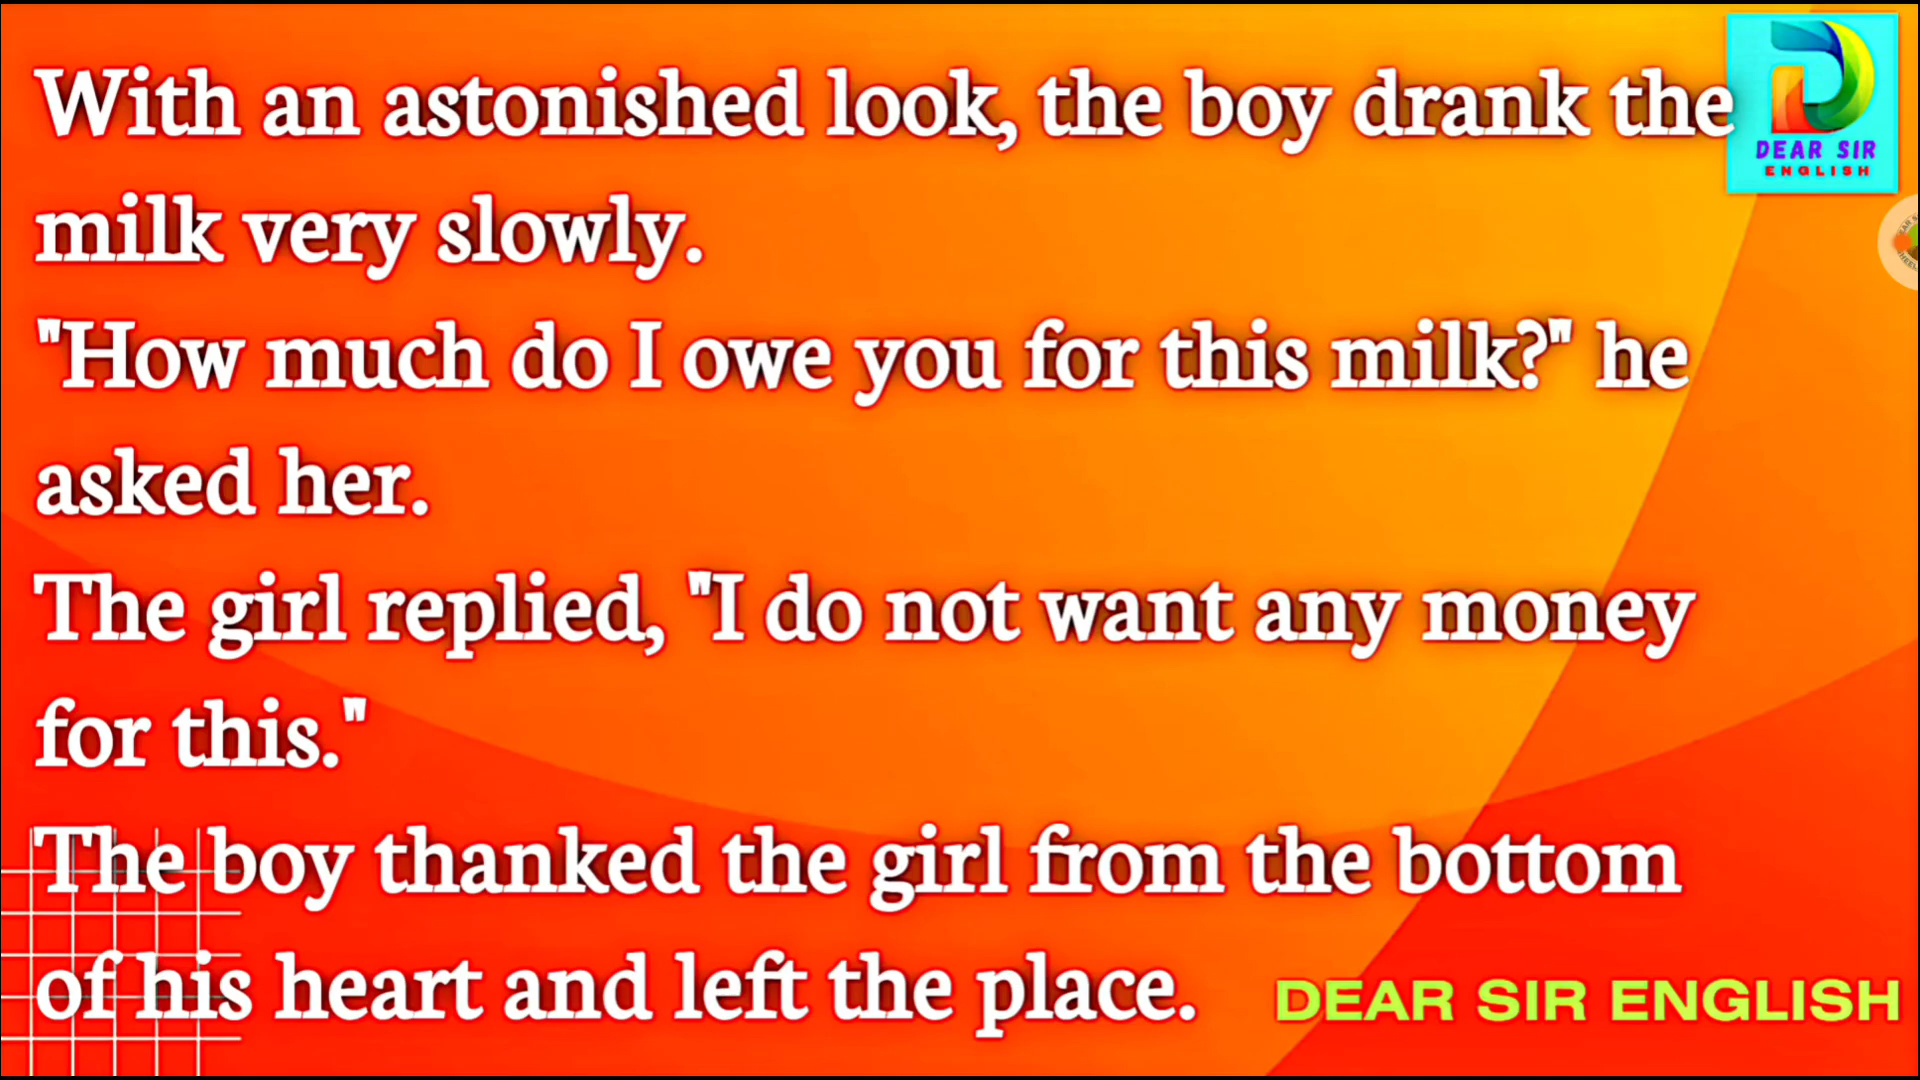 With an astonished look, the boy drank the
milk very slowly.
"How much do I owe you for this milk?" he
asked her.
The girl replied, "I do not want any money
for this."
The boy thanked the girl from the bottom
of his heart and left the place.
DEAR SIR
ENGLISH
DEAR SIR ENGLISH